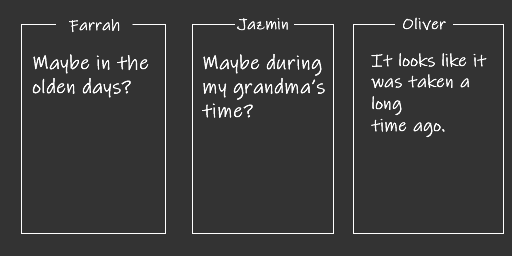 Farrah
Maybe in the
olden days?
Jazmin
Maybe during
my grandma's
time?
Oliver
It looks like it
was taken a
long
time ago.